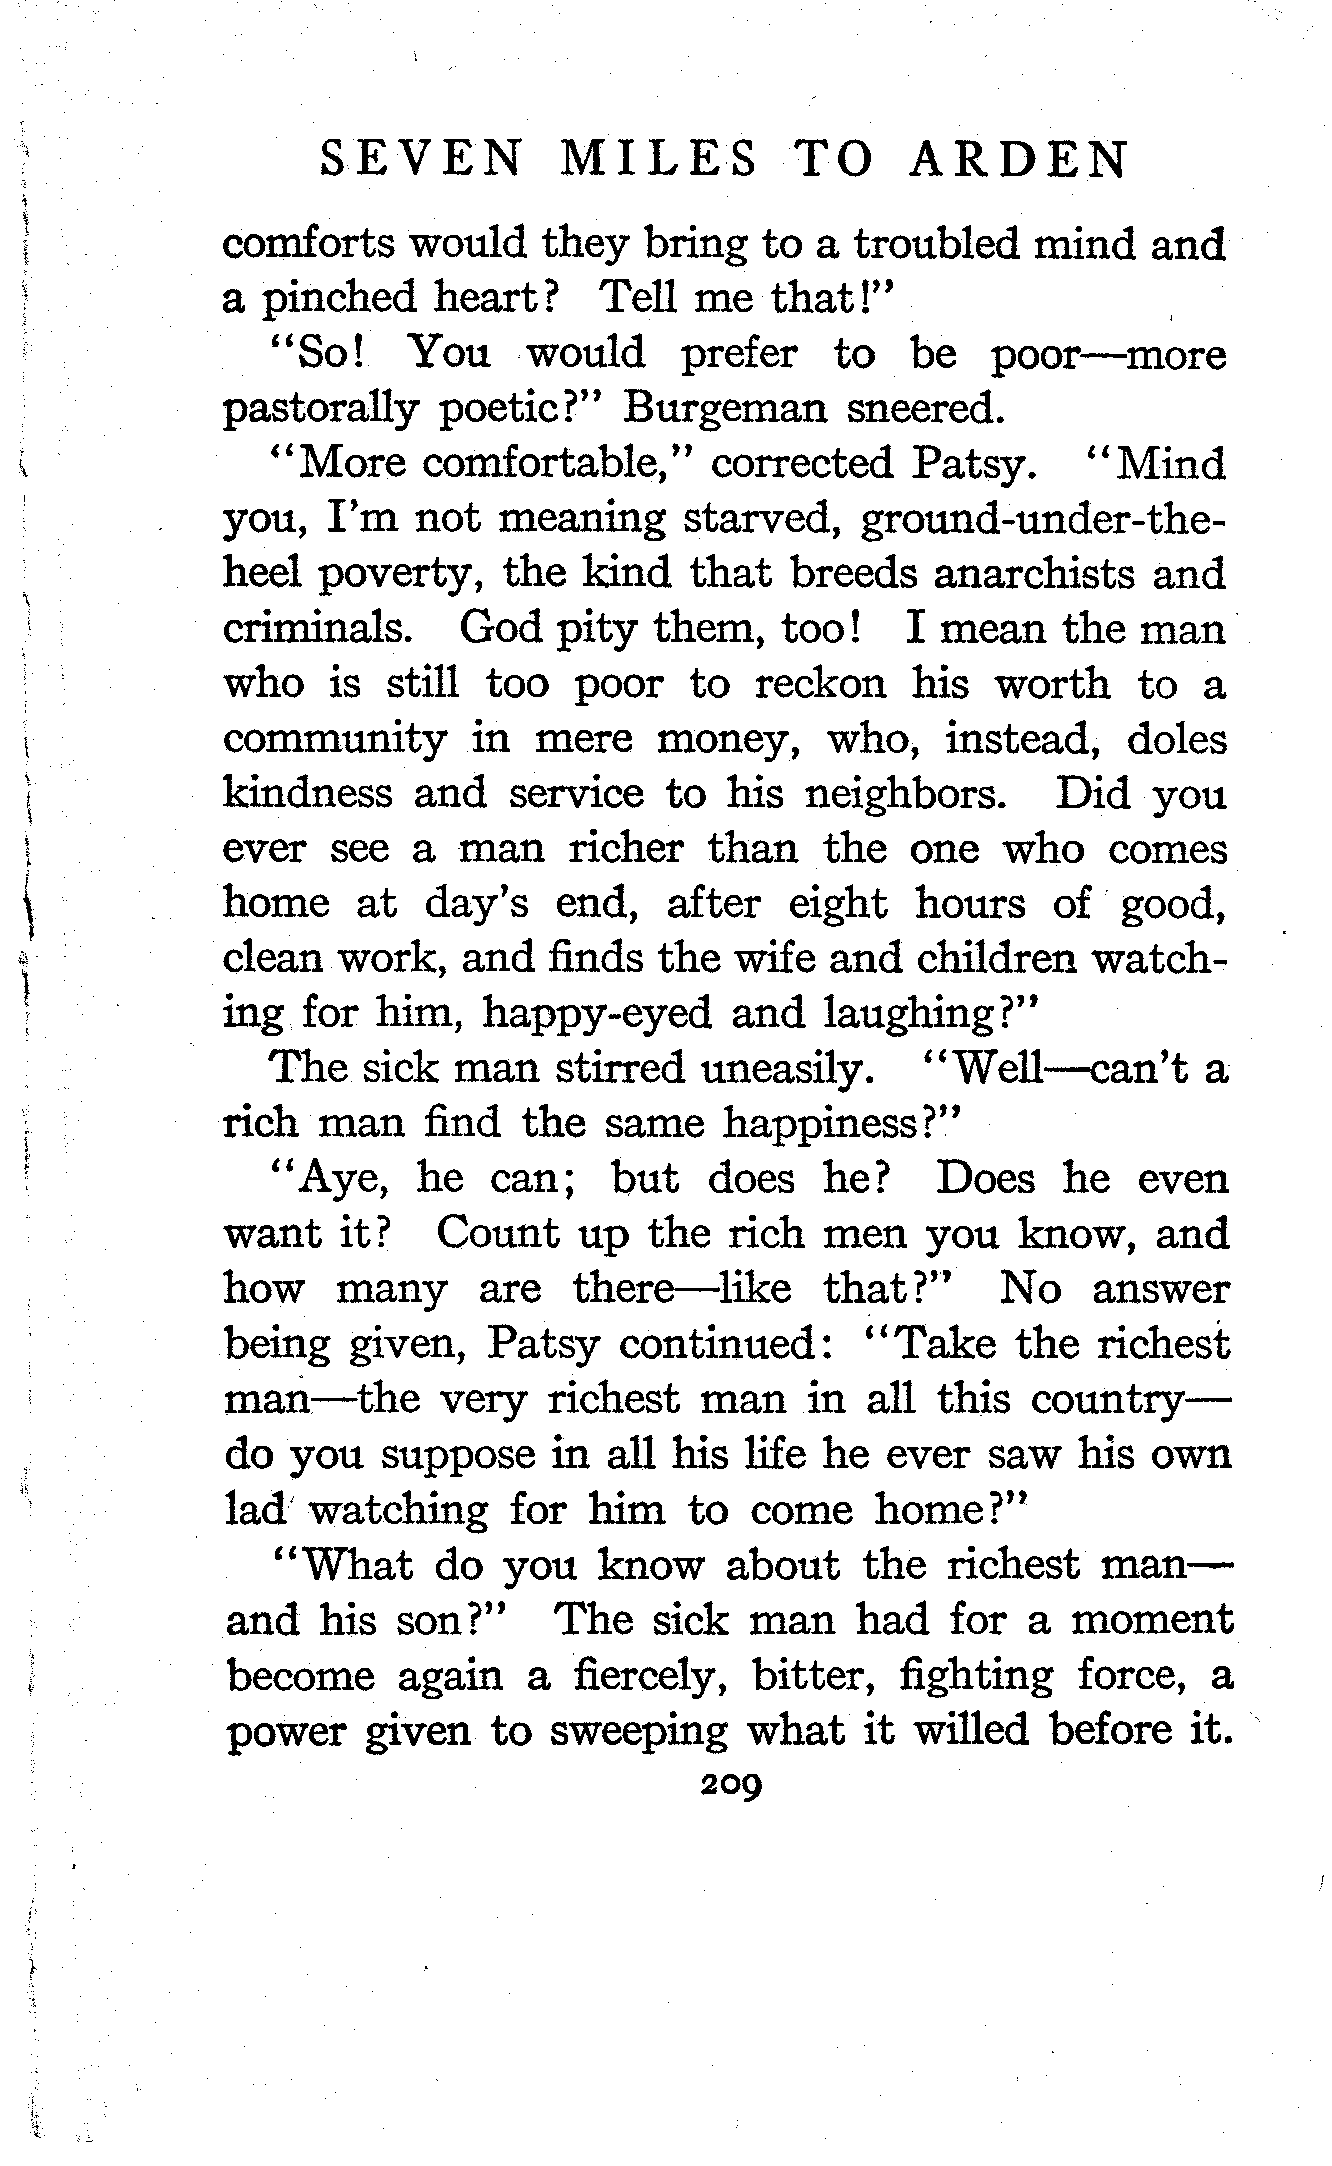 SEVEN MILES TO ARDEN
comforts would they bring to a troubled mind and
a pinched heart? Tell me that!”
“So! You would prefer to be poor—more
pastorally poetic?” Burgeman sneered.
“More comfortable,” corrected Patsy. “Mind
you, I’m not meaning starved, ground-under-the-
heel poverty, the kind that breeds anarchists and
criminals. God pity them, too! I mean the man
who is still too poor to reckon his worth to a
community in mere money, who, instead, doles
kindness and service to his neighbors. Did you
ever see a man richer than the one who comes
home at day’s end, after eight hours of good,
clean work, and finds the wife and children watch-
ing for him, happy-eyed and laughing?”
The sick man stirred uneasily. “Well—can’t a
rich man find the same happiness?”
“Aye, he can; but does he? Does he even
want it? Count up the rich men you know, and
how many are there—like that?” No answer
being given, Patsy continued: “Take the richest
man—the very richest man in all this country—
do you suppose in all his life he ever saw his own
lad watching for him to come home?”
“What do you know about the richest man—
and his son?” The sick man had for a moment
become again a fiercely, bitter, fighting force, a
power given to sweeping what it willed before it.
209